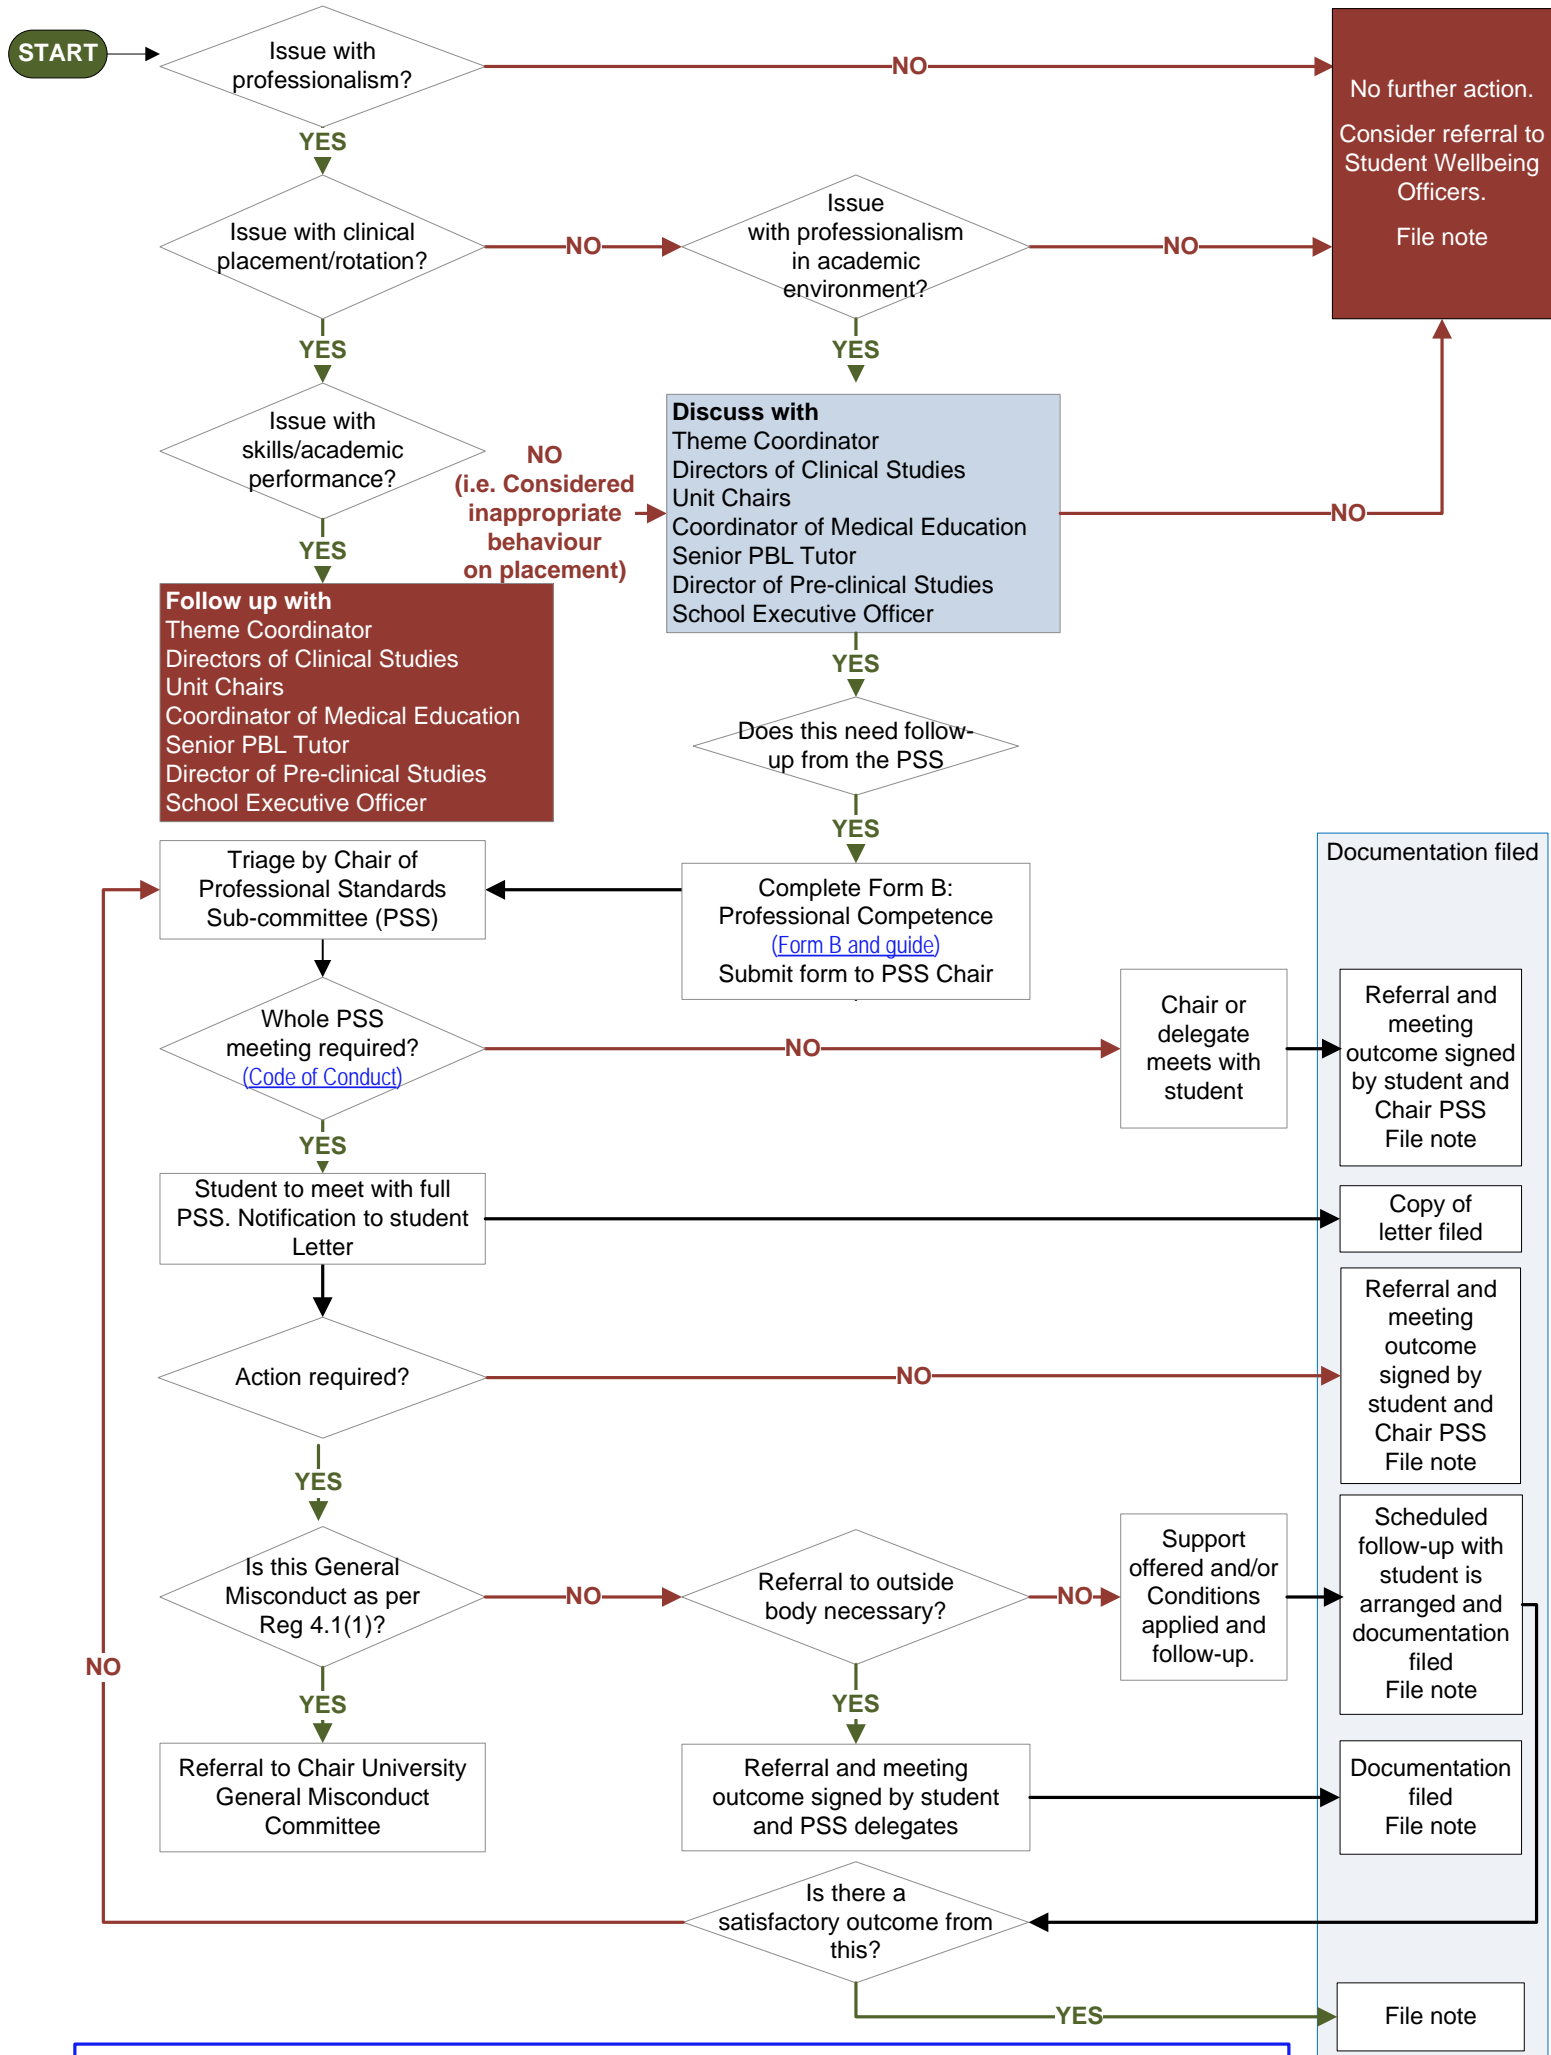 START
Issue with
professionalism?
NO
No further action.
Consider referral to
Student Wellbeing
Officers.
File note
YES
Issue with clinical
placement/rotation?
NO
Issue
with professionalism
in academic
environment?
NO
YES
YES
Issue with
skills/academic
performance?
NO
(i.e. Considered
inappropriate
behaviour
on placement)
Discuss with
Theme Coordinator
Directors of Clinical Studies
Unit Chairs
Coordinator of Medical Education
Senior PBL Tutor
Director of Pre-clinical Studies
School Executive Officer
NO
YES
Follow up with
Theme Coordinator
Directors of Clinical Studies
Unit Chairs
Coordinator of Medical Education
Senior PBL Tutor
Director of Pre-clinical Studies
School Executive Officer
YES
Does this need follow-
up from the PSS
YES
Triage by Chair of
Professional Standards
Sub-committee (PSS)
Complete Form B:
Professional Competence
(Form B and guide)
Submit form to PSS Chair
Documentation filed
Whole PSS
meeting required?
(Code of Conduct)
NO
Chair or
delegate
meets with
student
Referral and
meeting
outcome signed
by student and
Chair PSS
File note
YES
Student to meet with full
PSS. Notification to student
Letter
Copy of
letter filed
Action required?
NO
Referral and
meeting
outcome
signed by
student and
Chair PSS
File note
YES
Is this General
Misconduct as per
Reg 4.1(1)?
NO
Referral to outside
body necessary?
NO
Support
offered and/or
Conditions
applied and
follow-up.
Scheduled
follow-up with
student is
arranged and
documentation
filed
File note
NO
YES
YES
Referral to Chair University
General Misconduct
Committee
Referral and meeting
outcome signed by student
and PSS delegates
Documentation
filed
File note
Is there a
satisfactory outcome from
this?
YES
File note